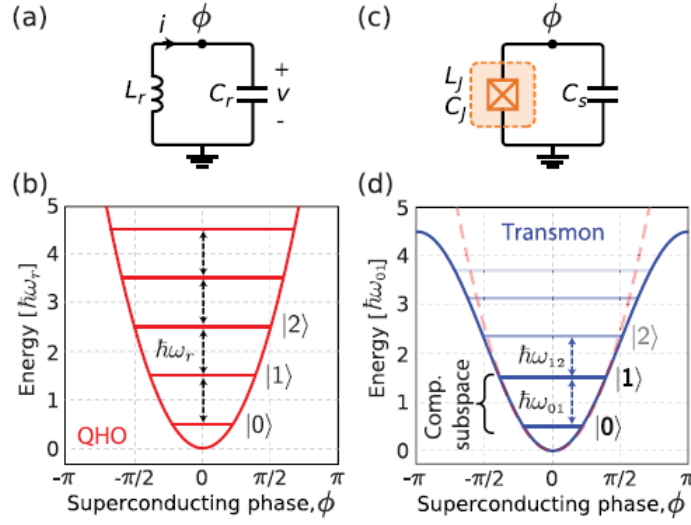 (a)
i
ϕ
L_r
C_r
+
v
-
(c)
ϕ
L_J
C_J
C_s
(b)
Energy [ħω_r]
5
4
3
2
1
0
ħω_r
|2⟩
|1⟩
|0⟩
QHO
-π
-π/2
0
π/2
π
Superconducting phase, ϕ
(d)
Energy [ħω_01]
5
4
3
2
1
0
Transmon
|2⟩
ħω_12
|1⟩
Comp.
subspace
ħω_01
|0⟩
-π
-π/2
0
π/2
π
Superconducting phase, ϕ